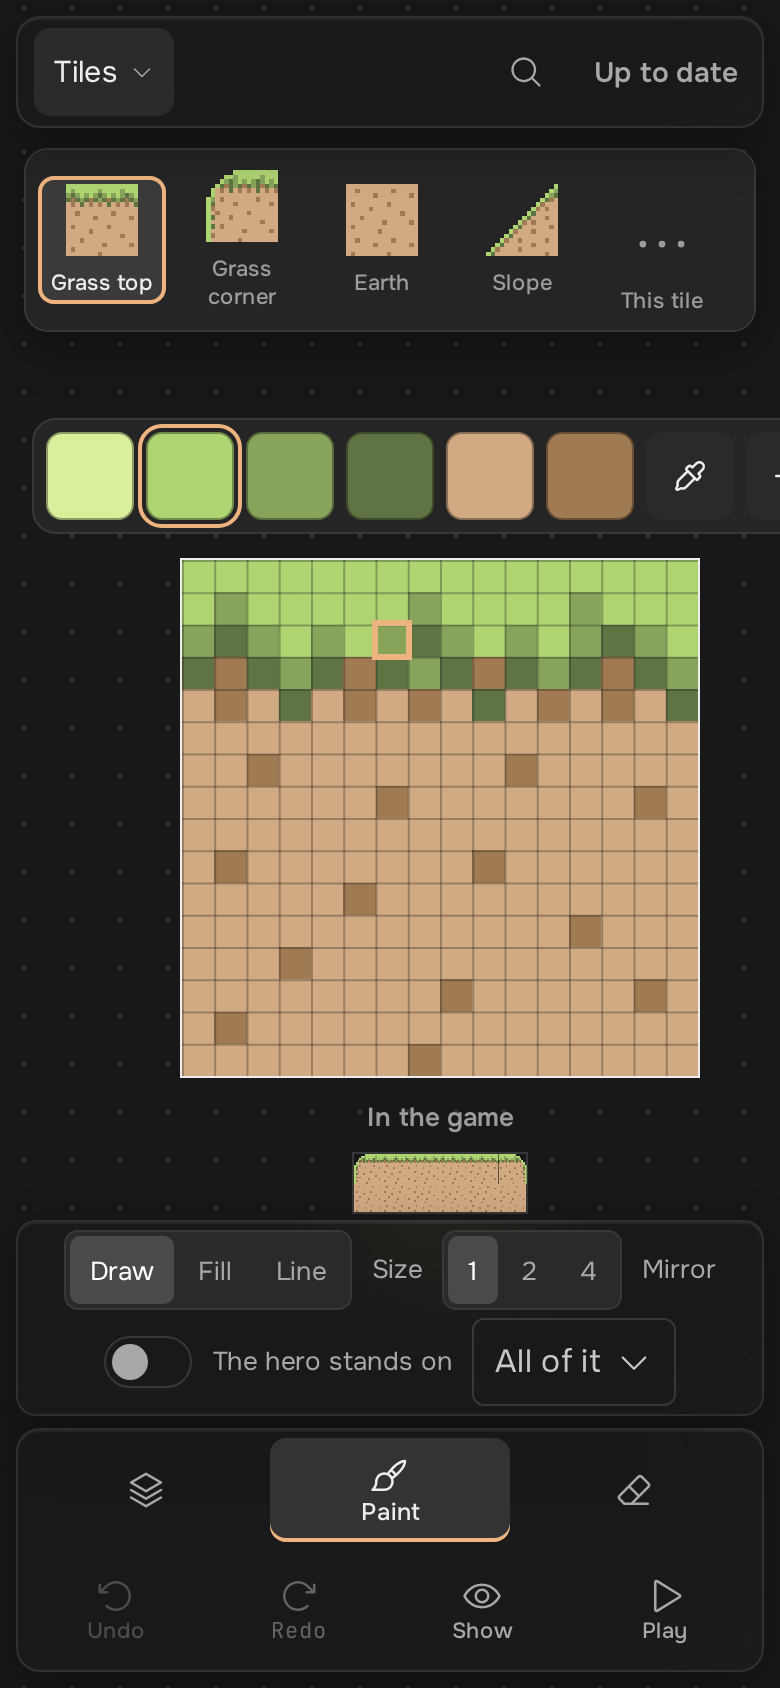 Tiles
Up to date
Grass top
Grass
corner
Earth
Slope
This tile
In the game
Draw Fill Line Size 1 2 4 Mirror
The hero stands on All of it
Paint
Undo Redo Show Play